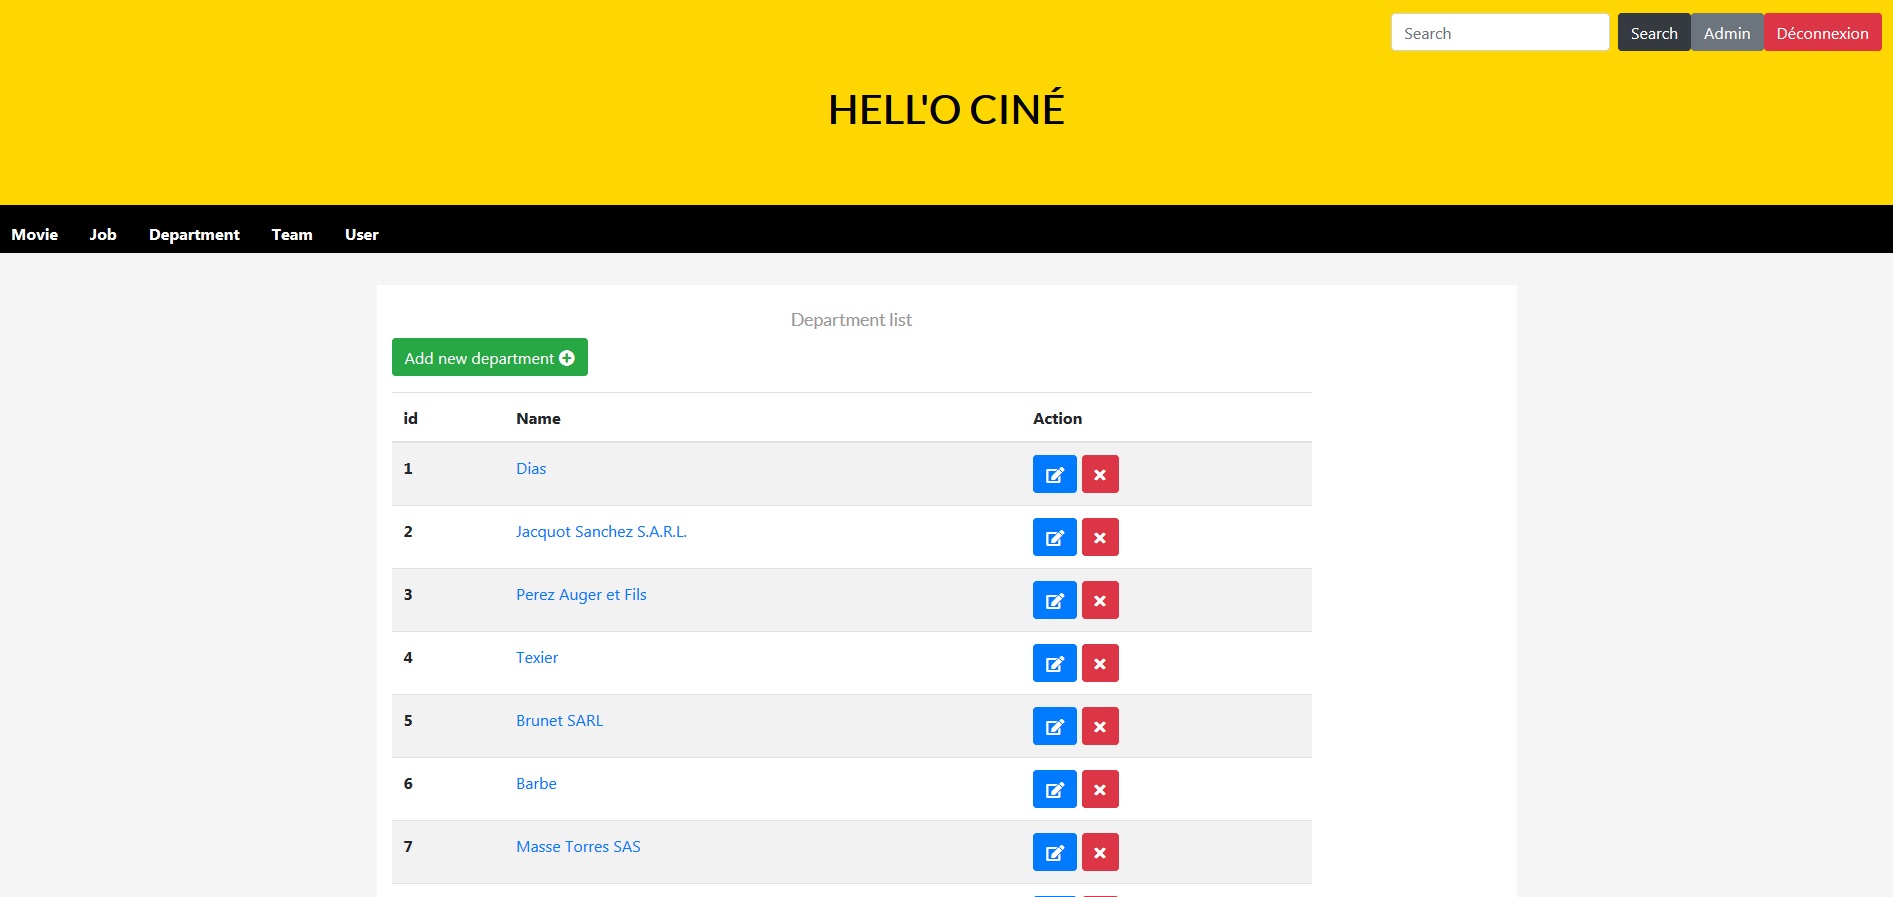 Search Search Admin Déconnexion
HELL'O CINÉ
Movie Job Department Team User
Department list
Add new department
id Name Action
1 Dias
2 Jacquot Sanchez S.A.R.L.
3 Perez Auger et Fils
4 Texier
5 Brunet SARL
6 Barbe
7 Masse Torres SAS